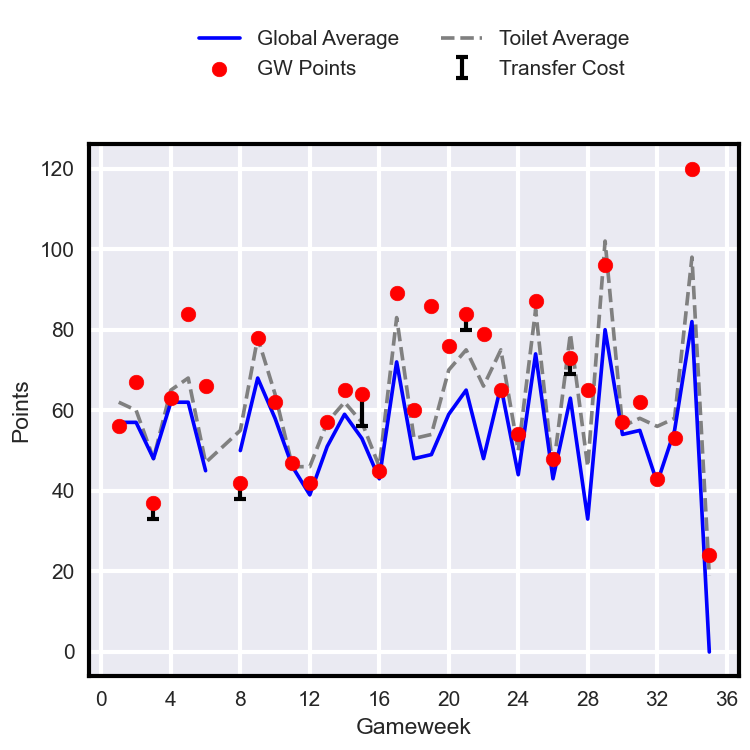 Global Average
Toilet Average
GW Points
Transfer Cost
120
100
80
60
40
20
0
Points
0 4 8 12 16 20 24 28 32 36
Gameweek